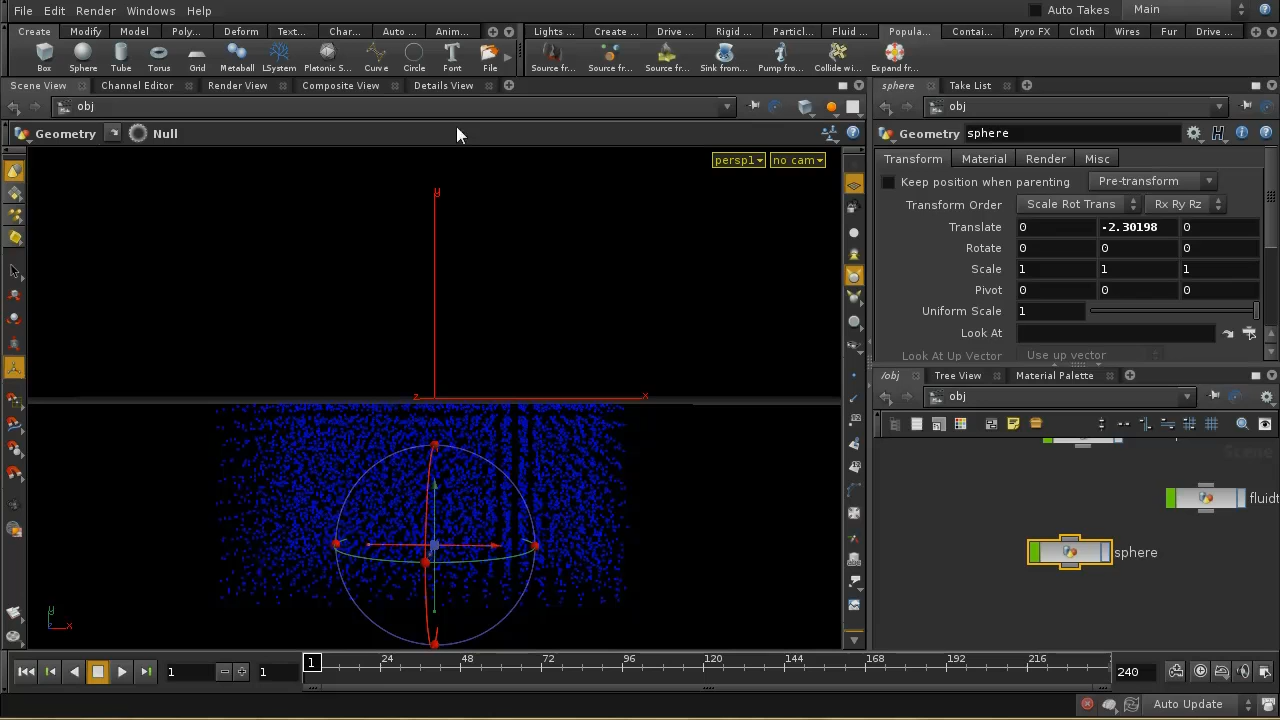 File Edit Render Windows Help Auto Takes Main
Create Modify Model Poly... Deform Text... Char... Auto ... Anim... Lights ... Create ... Drive ... Rigid ... Particl... Fluid ... Popula... Contai... Pyro FX Cloth Wires Fur Drive ...
Box Sphere Tube Torus Grid Metaball LSystem Platonic S... Curve Circle Font File Source fr... Source fr... Source fr... Sink from... Pump fro... Collide wi... Expand fr...
Scene View Channel Editor Render View Composite View Details View sphere Take List
obj obj
Geometry Null Geometry sphere
persp1 no cam
Transform Material Render Misc
Keep position when parenting Pre-transform
Transform Order Scale Rot Trans Rx Ry Rz
Translate 0 -2.30198 0
Rotate 0 0 0
Scale 1 1 1
Pivot 0 0 0
Uniform Scale 1
Look At
Look At Up Vector Use up vector
/obj Tree View Material Palette
obj
y
z x
fluidt
sphere
y
x
1 1 1 24 48 72 96 120 144 168 192 216 240
Auto Update